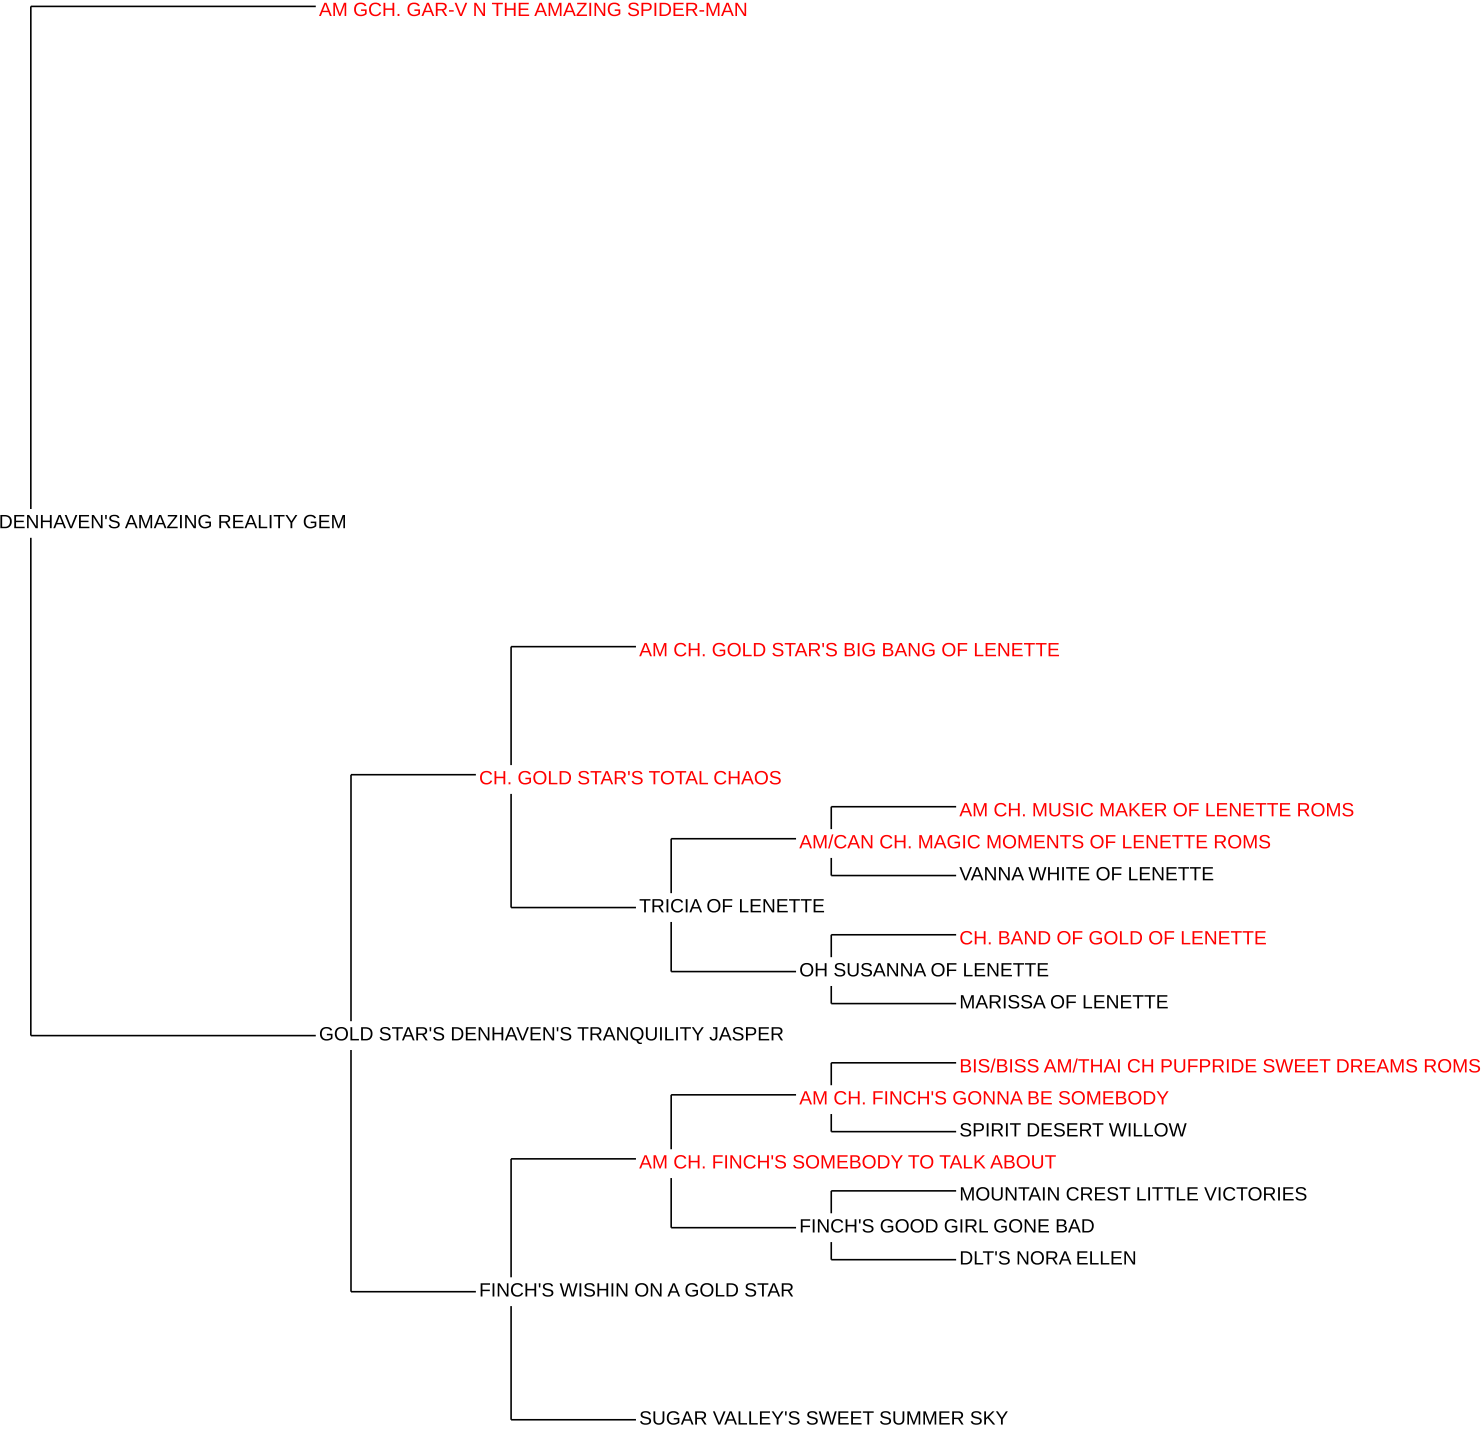 AM GCH. GAR-V N THE AMAZING SPIDER-MAN
DENHAVEN'S AMAZING REALITY GEM
AM CH. GOLD STAR'S BIG BANG OF LENETTE
CH. GOLD STAR'S TOTAL CHAOS
AM CH. MUSIC MAKER OF LENETTE ROMS
AM/CAN CH. MAGIC MOMENTS OF LENETTE ROMS
VANNA WHITE OF LENETTE
TRICIA OF LENETTE
CH. BAND OF GOLD OF LENETTE
OH SUSANNA OF LENETTE
MARISSA OF LENETTE
GOLD STAR'S DENHAVEN'S TRANQUILITY JASPER
BIS/BISS AM/THAI CH PUFPRIDE SWEET DREAMS ROMS
AM CH. FINCH'S GONNA BE SOMEBODY
SPIRIT DESERT WILLOW
AM CH. FINCH'S SOMEBODY TO TALK ABOUT
MOUNTAIN CREST LITTLE VICTORIES
FINCH'S GOOD GIRL GONE BAD
DLT'S NORA ELLEN
FINCH'S WISHIN ON A GOLD STAR
SUGAR VALLEY'S SWEET SUMMER SKY